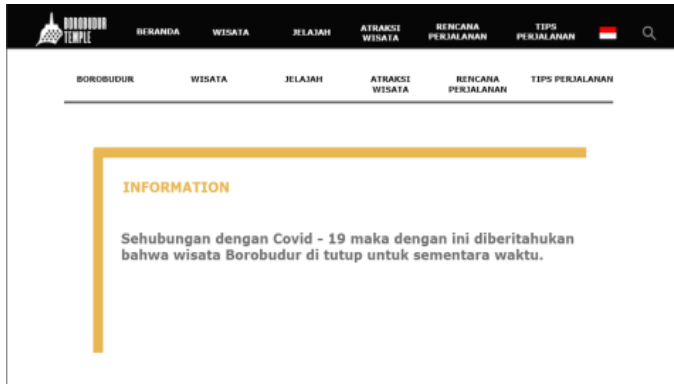 BOROBUDUR
TEMPLE
BERANDA
WISATA
JELAJAH
ATRAKSI
WISATA
RENCANA
PERJALANAN
TIPS
PERJALANAN
BOROBUDUR
WISATA
JELAJAH
ATRAKSI
WISATA
RENCANA
PERJALANAN
TIPS PERJALANAN
INFORMATION
Sehubungan dengan Covid - 19 maka dengan ini diberitahukan
bahwa wisata Borobudur di tutup untuk sementara waktu.